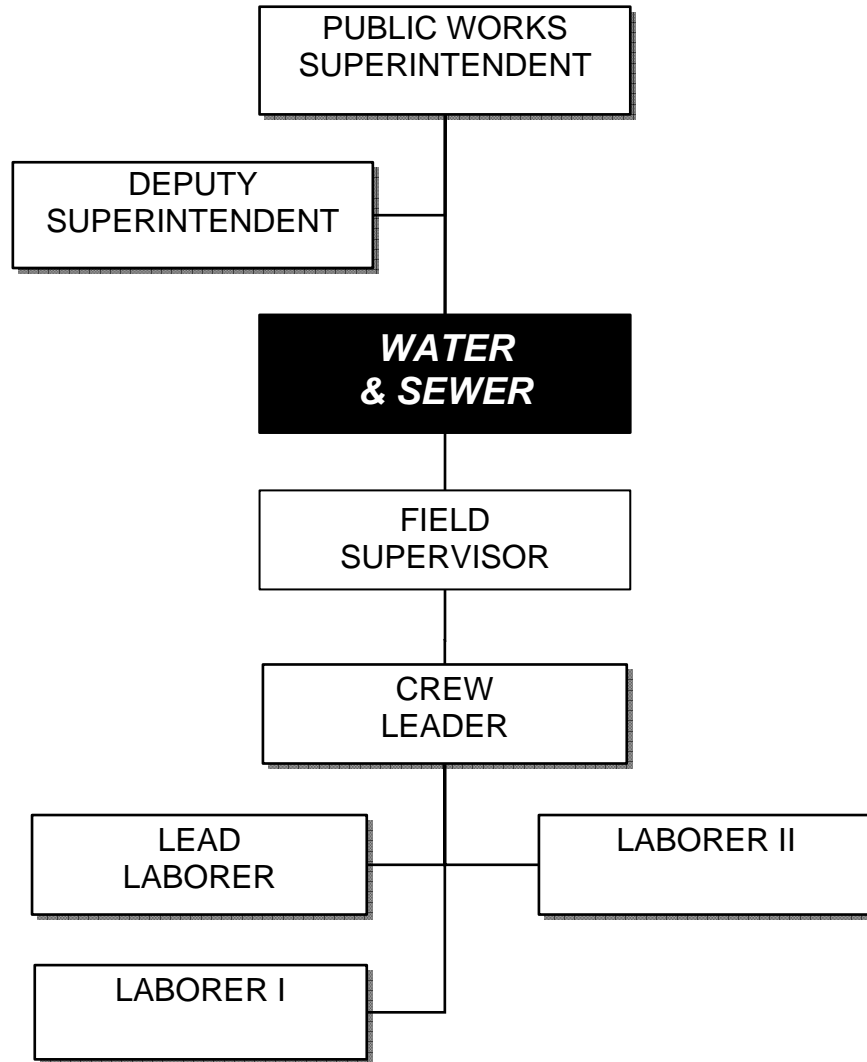 PUBLIC WORKS
SUPERINTENDENT
DEPUTY
SUPERINTENDENT
WATER
& SEWER
FIELD
SUPERVISOR
CREW
LEADER
LEAD
LABORER
LABORER II
LABORER I